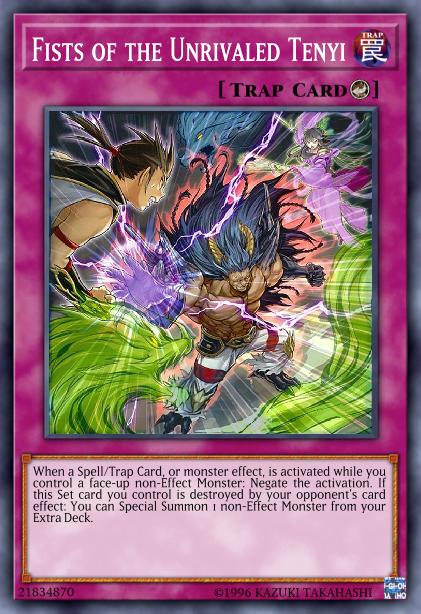 FISTS OF THE UNRIVALED TENYI
TRAP
罠
[TRAP CARD]
When a Spell/Trap Card, or monster effect, is activated while you
control a face-up non-Effect Monster: Negate the activation. If
this Set card you control is destroyed by your opponent's card
effect: You can Special Summon 1 non-Effect Monster from your
Extra Deck.
21834870
©1996 KAZUKI TAKAHASHI